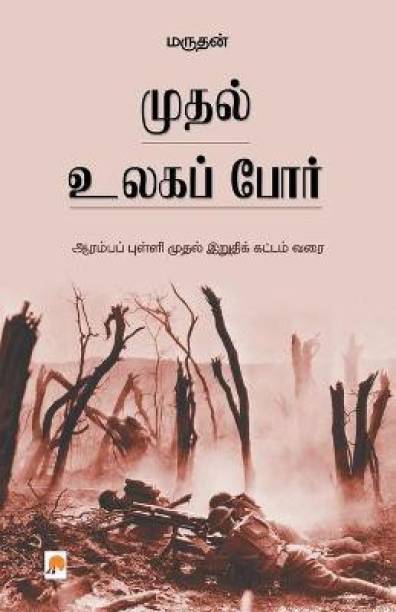 மருதன்
முதல்
உலகப் போர்
ஆரம்பப் புள்ளி முதல் இறுதிக் கட்டம் வரை